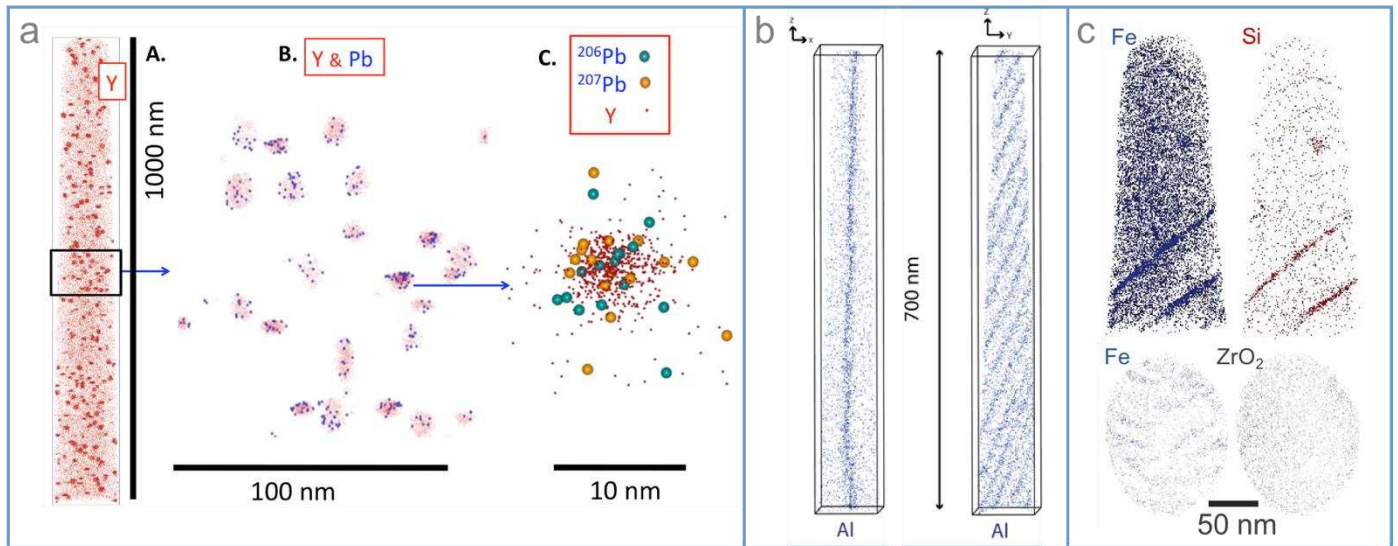 a
Y
A.
1000 nm
B.
Y & Pb
100 nm
C.
206Pb
207Pb
Y
10 nm
b
z
x
Al
700 nm
z
Y
Al
c
Fe
Si
Fe
ZrO2
50 nm